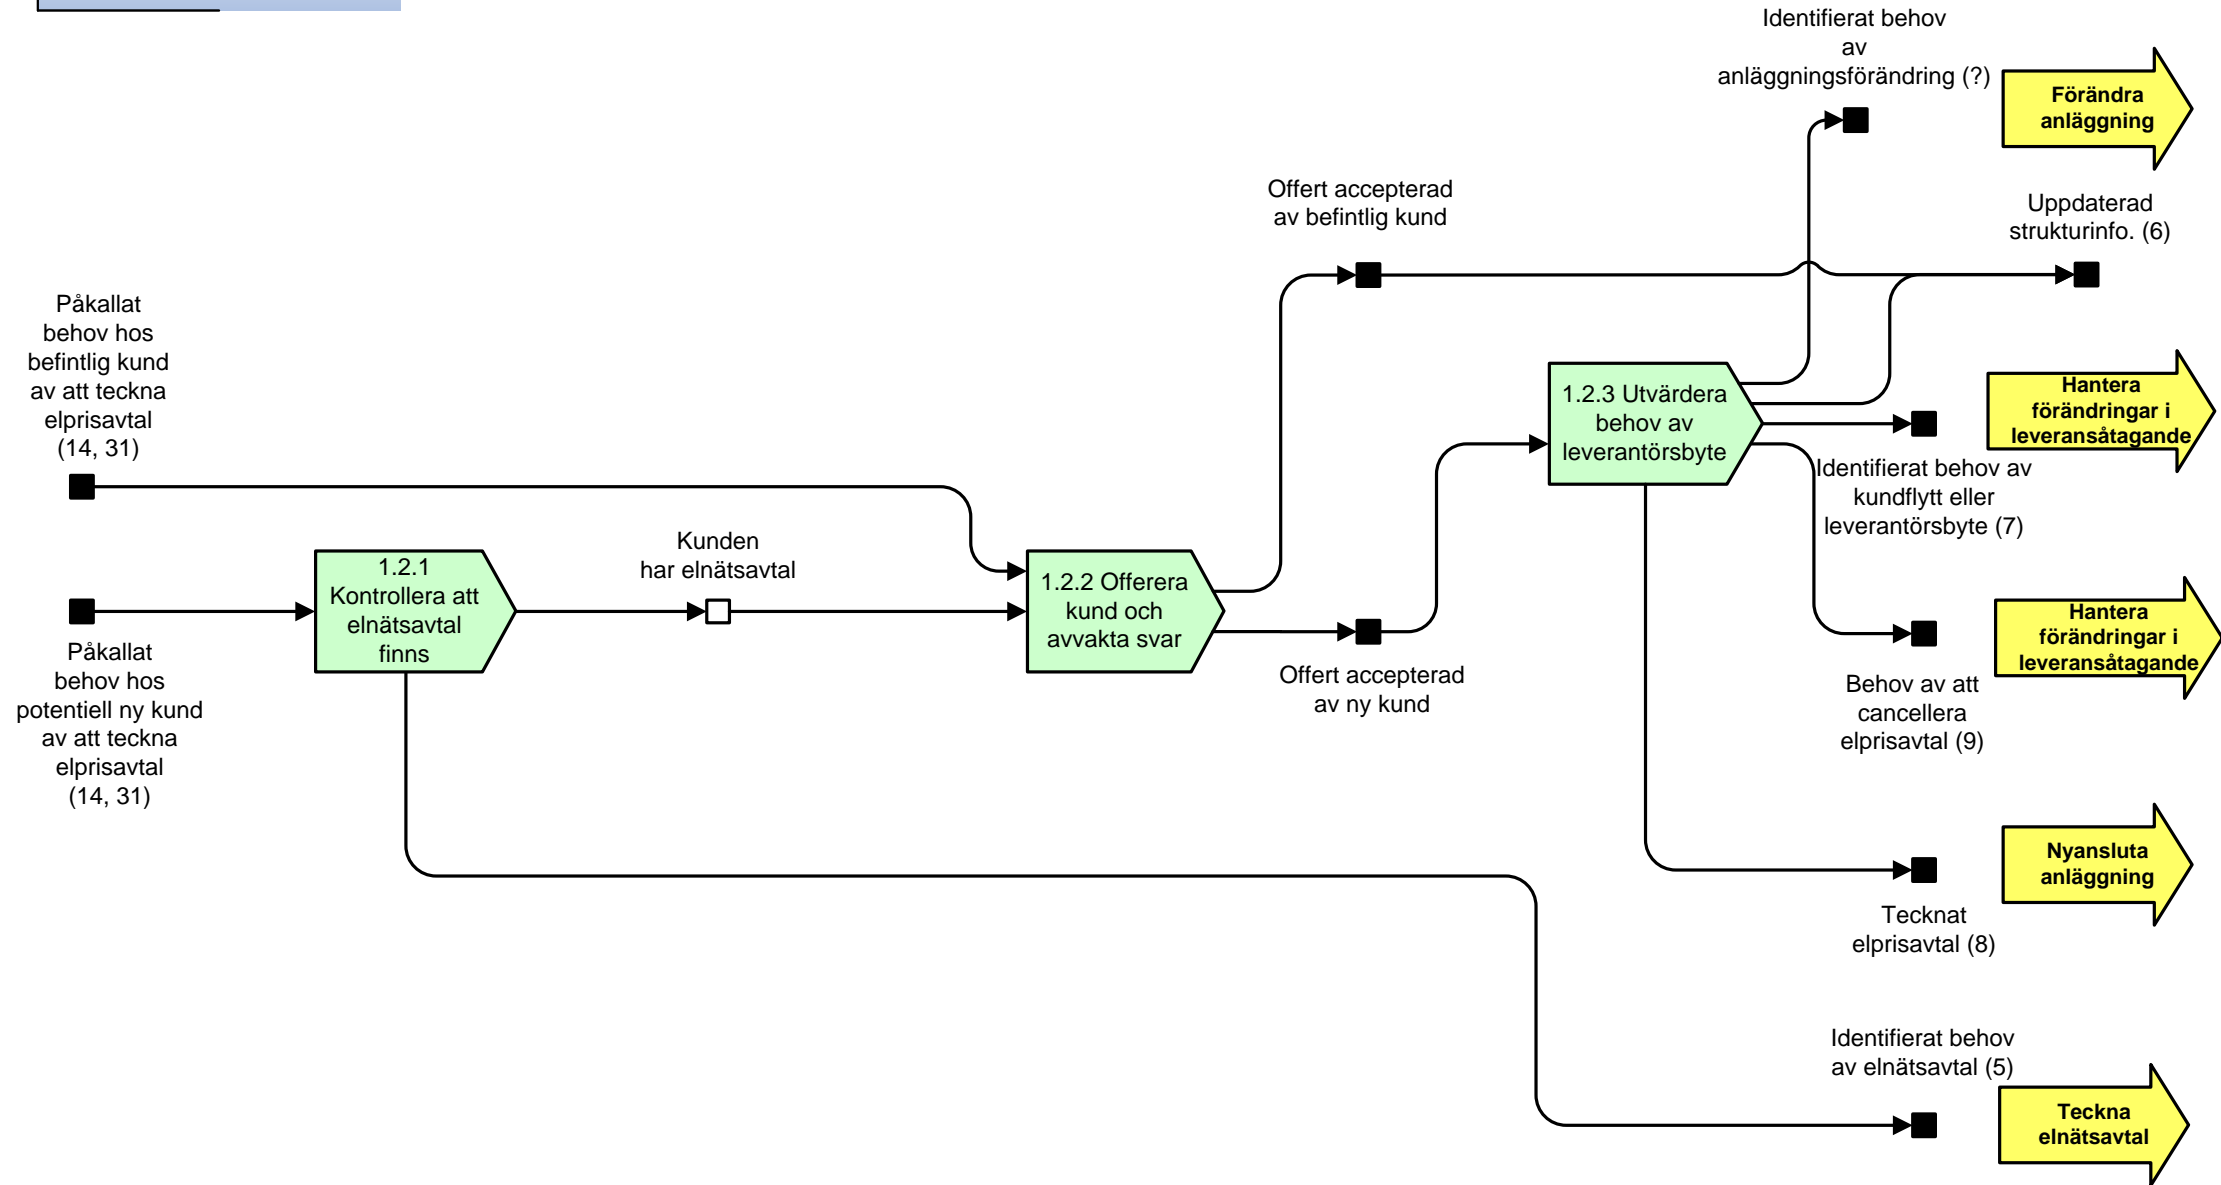 Identifierat behov
av
anläggningsförändring (?)
Förändra
anläggning
Offert accepterad
av befintlig kund
Uppdaterad
strukturinfo. (6)
Påkallat
behov hos
befintlig kund
av att teckna
elprisavtal
(14, 31)
1.2.3 Utvärdera
behov av
leverantörsbyte
Hantera
förändringar i
leveransåtagande
Identifierat behov av
kundflytt eller
leverantörsbyte (7)
Kunden
har elnätsavtal
1.2.1
Kontrollera att
elnätsavtal
finns
1.2.2 Offerera
kund och
avvakta svar
Hantera
förändringar i
leveransåtagande
Påkallat
behov hos
potentiell ny kund
av att teckna
elprisavtal
(14, 31)
Offert accepterad
av ny kund
Behov av att
cancellera
elprisavtal (9)
Nyansluta
anläggning
Tecknat
elprisavtal (8)
Identifierat behov
av elnätsavtal (5)
Teckna
elnätsavtal